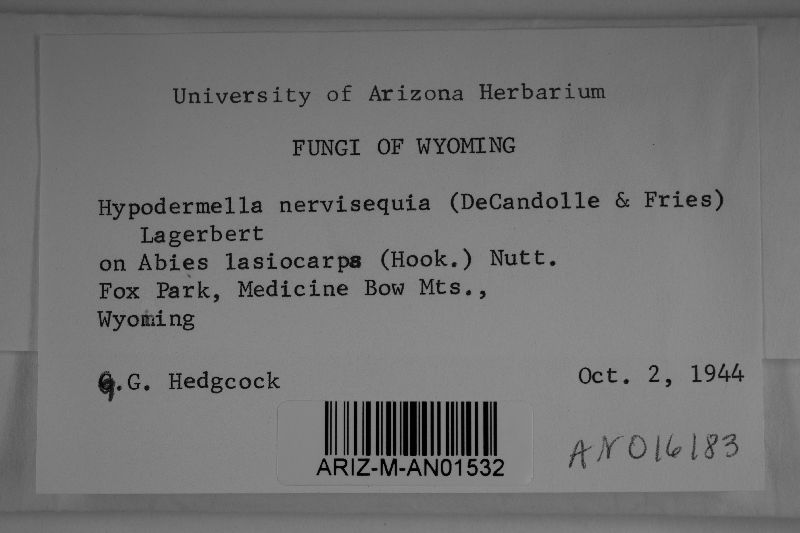 University of Arizona Herbarium
FUNGI OF WYOMING
Hypodermella nervisequia (DeCandolle & Fries)
Lagerbert
on Abies lasiocarpa (Hook.) Nutt.
Fox Park, Medicine Bow Mts.,
Wyoming
G.G. Hedgcock
Oct. 2, 1944
ARIZ-M-AN01532
AN016183